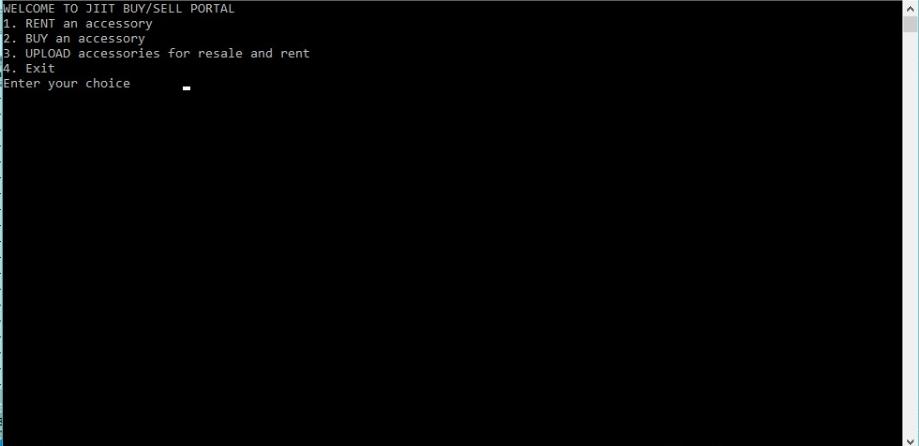 WELCOME TO JIIT BUY/SELL PORTAL
1. RENT an accessory
2. BUY an accessory
3. UPLOAD accessories for resale and rent
4. Exit
Enter your choice